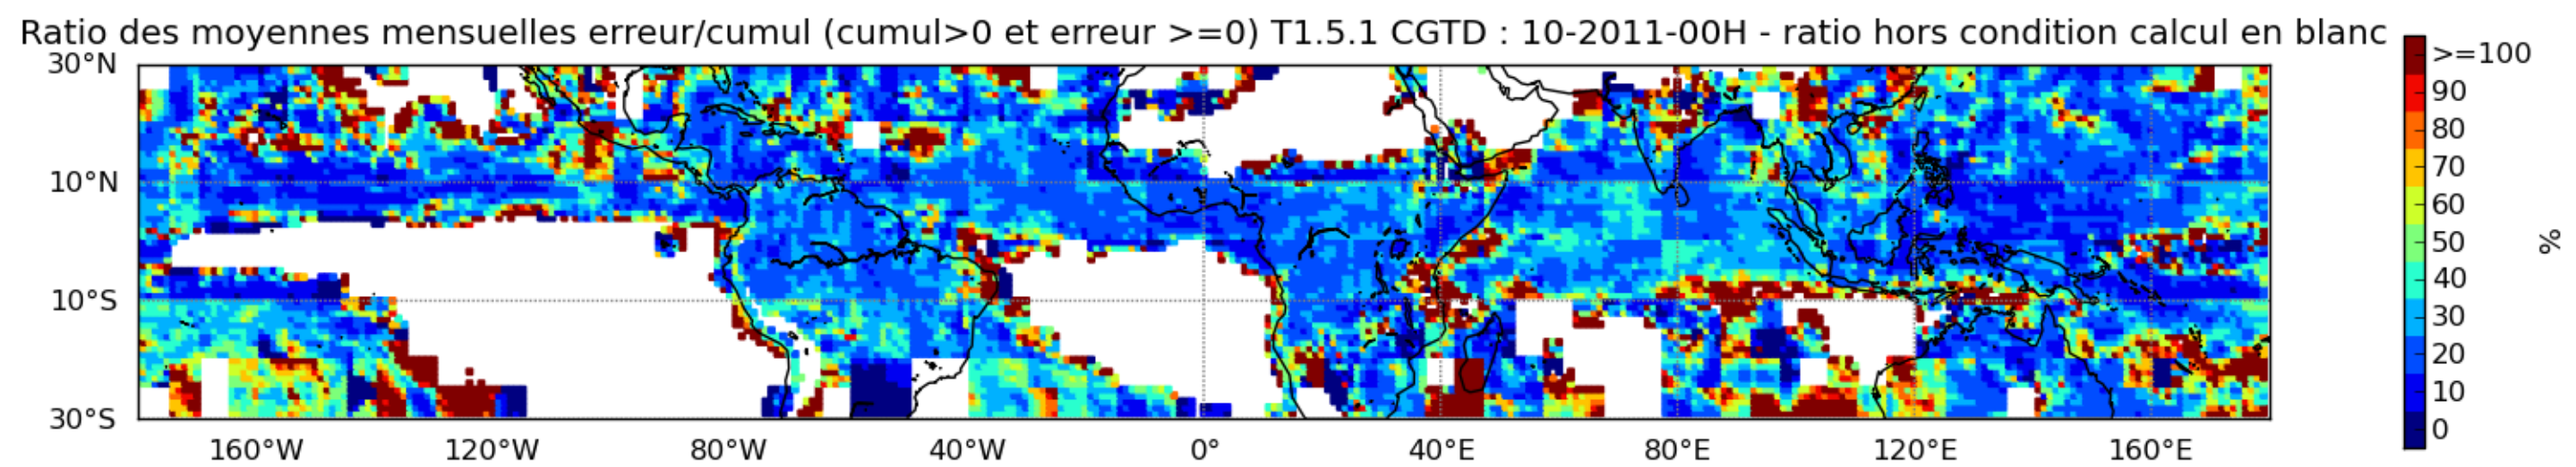 Ratio des moyennes mensuelles erreur/cumul (cumul>0 et erreur >=0) T1.5.1 CGTD : 10-2011-00H - ratio hors condition calcul en blanc
30°N
10°N
10°S
30°S
160°W 120°W 80°W 40°W 0° 40°E 80°E 120°E 160°E
>=100
90
80
70
60
50
40
30
20
10
0
%